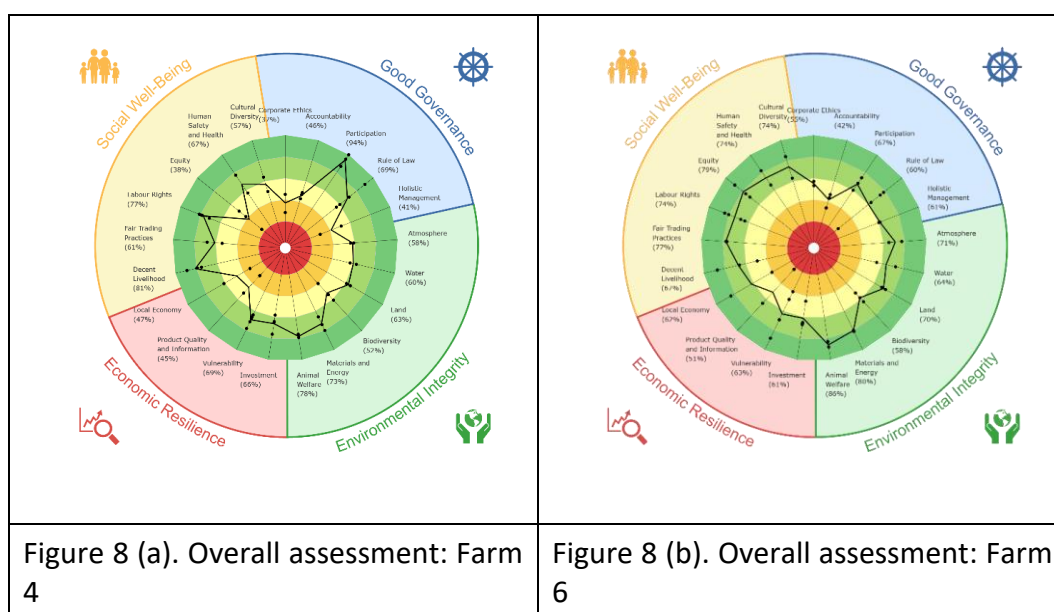 Social Well-Being
Good Governance
Cultural
Diversity
(57%)
Corporate Ethics
(37%)
Accountability
(46%)
Participation
(94%)
Rule of Law
(69%)
Holistic
Management
(41%)
Atmosphere
(58%)
Water
(60%)
Land
(63%)
Biodiversity
(52%)
Materials and
Energy
(73%)
Animal
Welfare
(78%)
Investment
(66%)
Vulnerability
(69%)
Product Quality
and Information
(45%)
Local Economy
(47%)
Decent
Livelihood
(81%)
Fair Trading
Practices
(61%)
Labour Rights
(77%)
Equity
(38%)
Human
Safety
and Health
(67%)
Economic Resilience
Environmental Integrity
Social Well-Being
Good Governance
Cultural
Diversity
(74%)
Corporate Ethics
(55%)
Accountability
(42%)
Participation
(67%)
Rule of Law
(60%)
Holistic
Management
(61%)
Atmosphere
(71%)
Water
(64%)
Land
(70%)
Biodiversity
(58%)
Materials and
Energy
(80%)
Animal
Welfare
(86%)
Investment
(61%)
Vulnerability
(63%)
Product Quality
and Information
(51%)
Local Economy
(62%)
Decent
Livelihood
(67%)
Fair Trading
Practices
(77%)
Labour Rights
(74%)
Equity
(79%)
Human
Safety
and Health
(74%)
Economic Resilience
Environmental Integrity
Figure 8 (a). Overall assessment: Farm
4
Figure 8 (b). Overall assessment: Farm
6